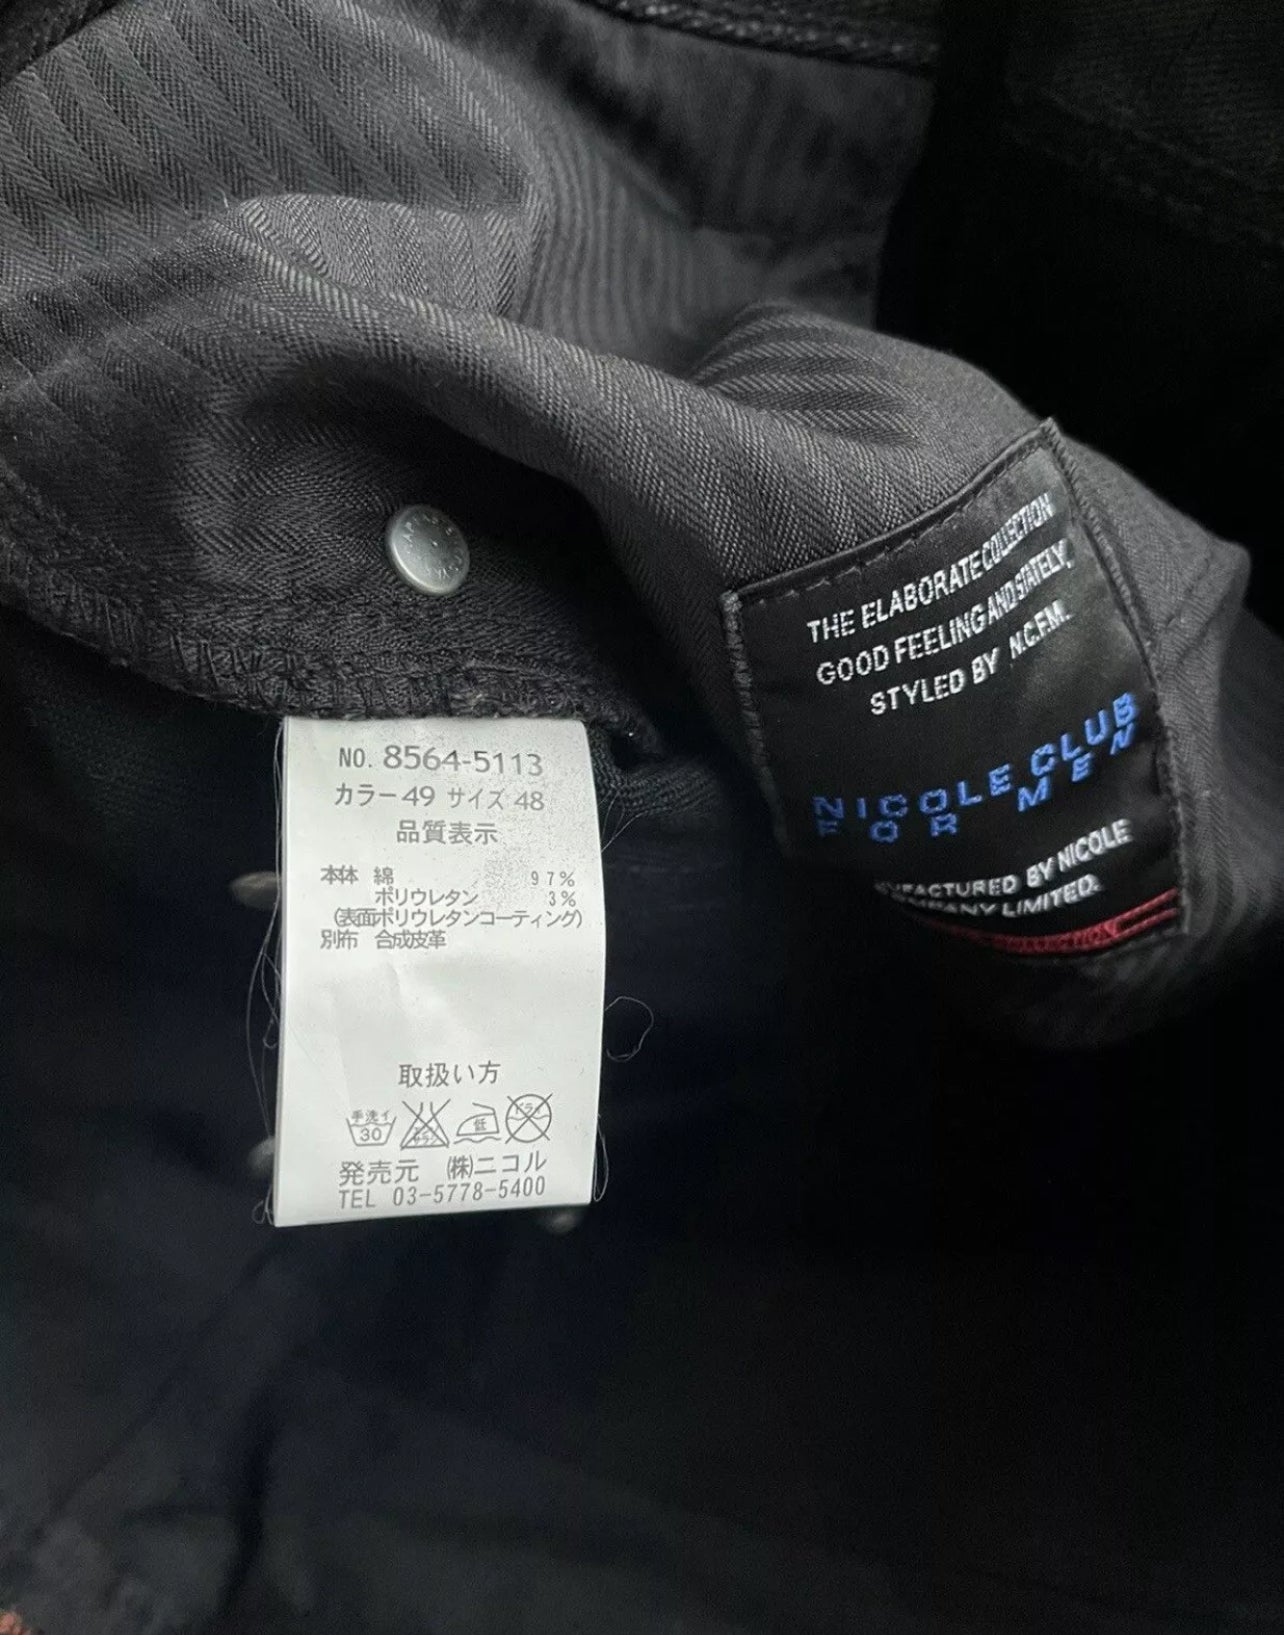 NO. 8564-5113
カラー49 サイズ 48
品質表示
本体 綿 97%
ポリウレタン 3%
(表面ポリウレタンコーティング)
別布 合成皮革
取扱い方
手洗イ 30 低
発売元 (株)ニコル
TEL 03-5778-5400
THE ELABORATE COLLECTION
GOOD FEELING AND STATELY,
STYLED BY N.C.F.M.
NICOLE CLUB
FOR MEN
BY NICOLE
LIMITED.
COLLECTION